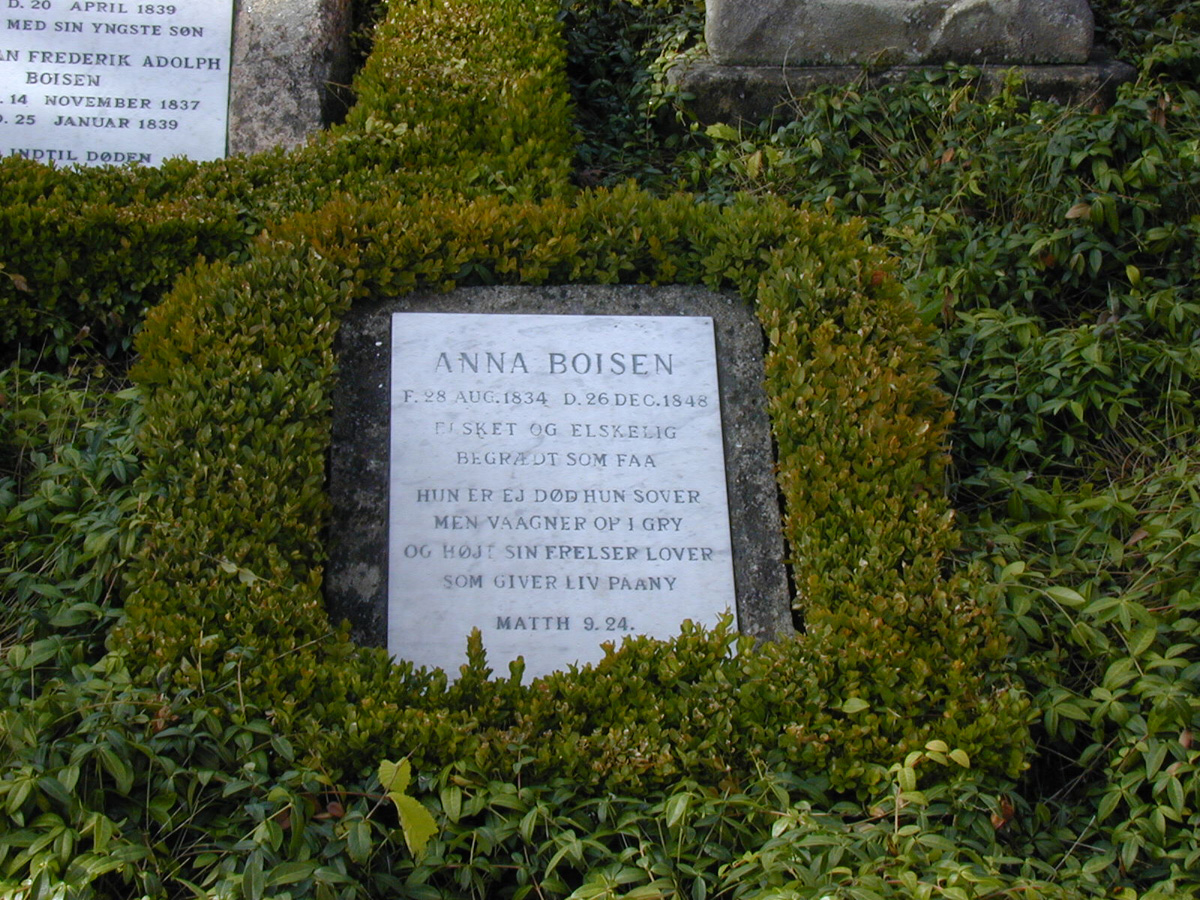 D. 20 APRIL 1839
MED SIN YNGSTE SØN
FREDERIK ADOLPH
BOISEN
14 NOVEMBER 1837
D. 25 JANUAR 1839
INDTIL DØDEN
ANNA BOISEN
F. 28 AUG. 1834 D. 26 DEC. 1848
ELSKET OG ELSKELIG
BEGRÆDT SOM FAA
HUN ER EJ DØD HUN SOVER
MEN VAAGNER OP I GRY
OG HØJT SIN FRELSER LOVER
SOM GIVER LIV PAANY
MATTH 9.24.